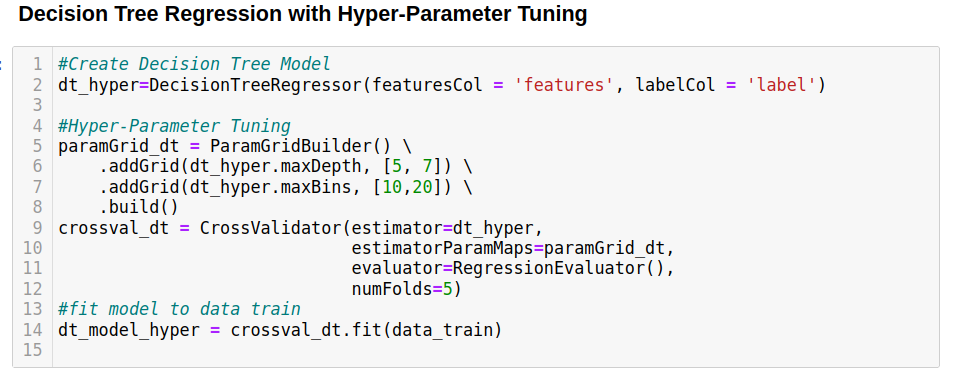 Decision Tree Regression with Hyper-Parameter Tuning
1 #Create Decision Tree Model
2 dt_hyper=DecisionTreeRegressor(featuresCol = 'features', labelCol = 'label')
3
4 #Hyper-Parameter Tuning
5 paramGrid_dt = ParamGridBuilder() \
6     .addGrid(dt_hyper.maxDepth, [5, 7]) \
7     .addGrid(dt_hyper.maxBins, [10,20]) \
8     .build()
9 crossval_dt = CrossValidator(estimator=dt_hyper,
10                              estimatorParamMaps=paramGrid_dt,
11                              evaluator=RegressionEvaluator(),
12                              numFolds=5)
13 #fit model to data train
14 dt_model_hyper = crossval_dt.fit(data_train)
15